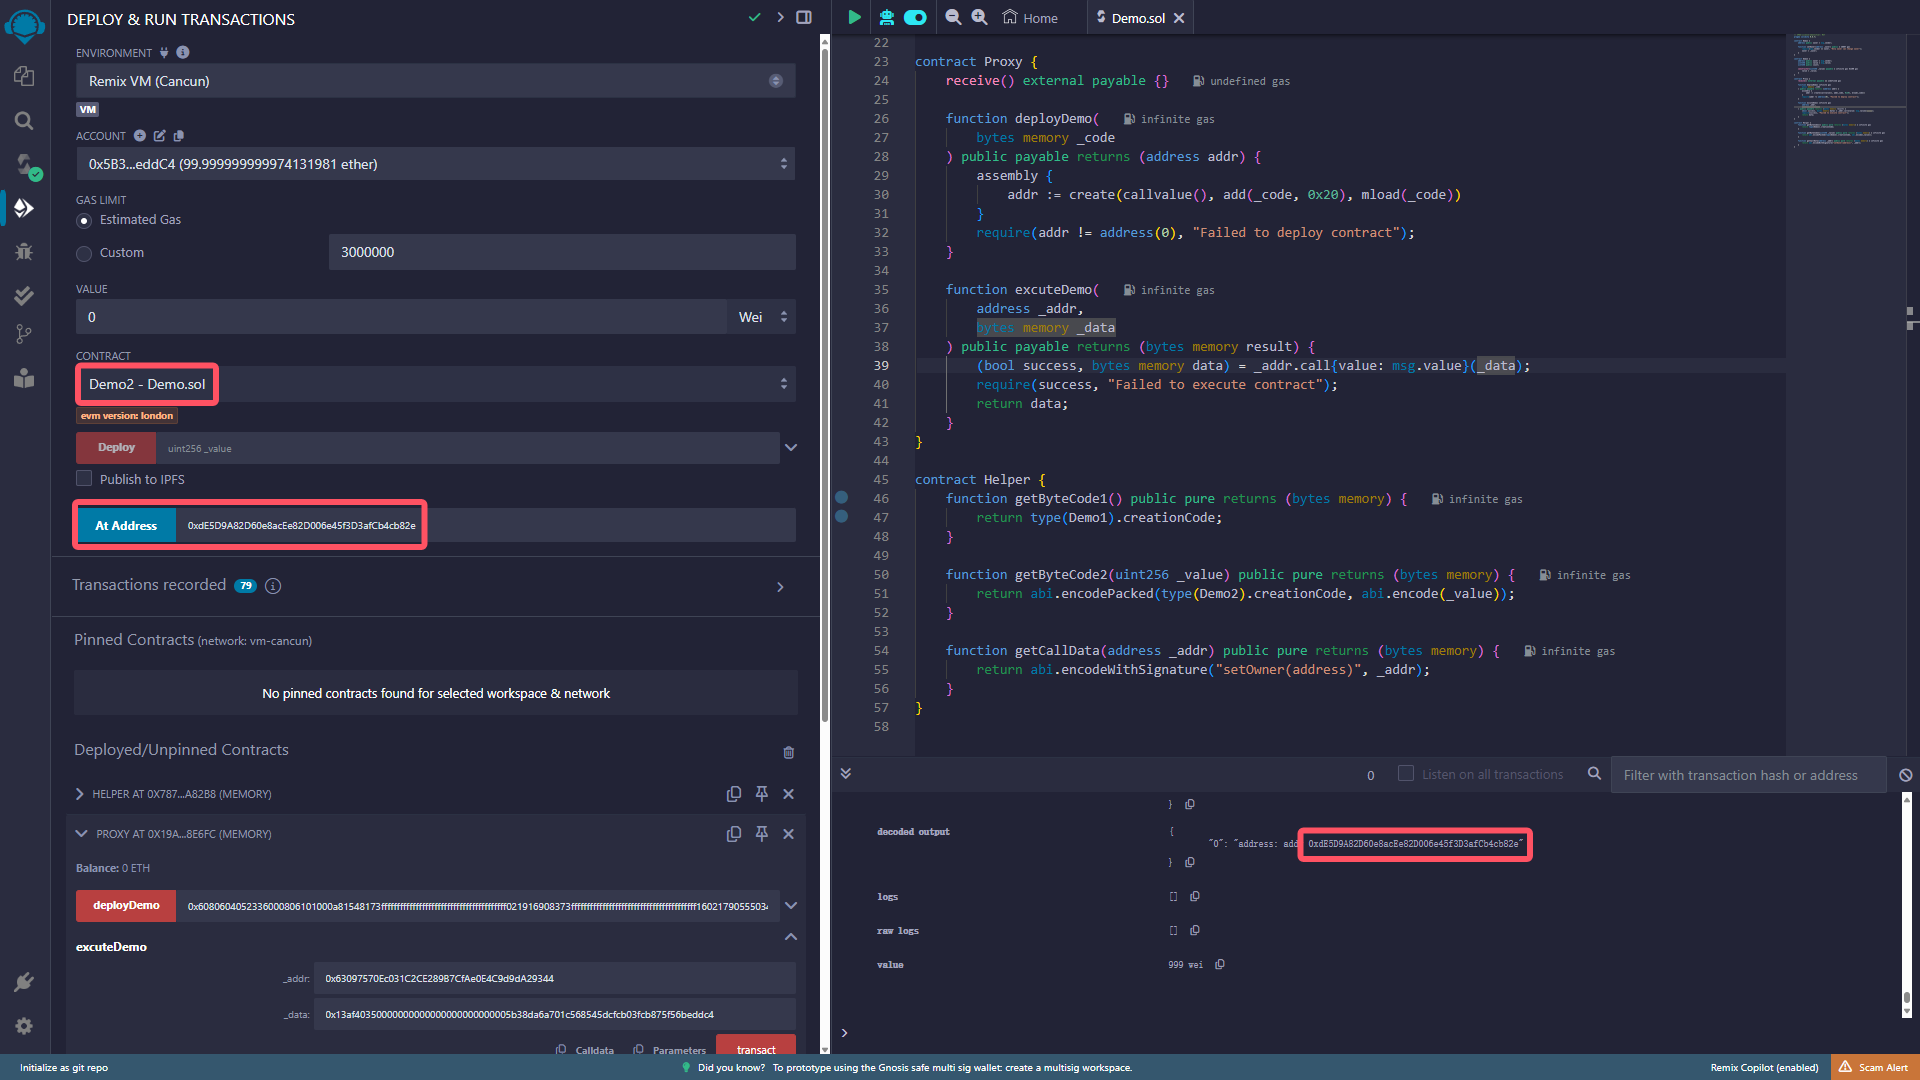 DEPLOY & RUN TRANSACTIONS
ENVIRONMENT
Remix VM (Cancun)
VM
ACCOUNT
0x5B3...eddC4 (99.999999999974131981 ether)
GAS LIMIT
Estimated Gas
Custom
3000000
VALUE
0
Wei
CONTRACT
Demo2 - Demo.sol
evm version: london
Deploy
uint256 _value
Publish to IPFS
At Address
0xdE5D9A82D60e8acEe82D006e45f3D3afCb4cb82e
Transactions recorded 79
Pinned Contracts (network: vm-cancun)
No pinned contracts found for selected workspace & network
Deployed/Unpinned Contracts
HELPER AT 0X787...A82B8 (MEMORY)
PROXY AT 0X19A...8E6FC (MEMORY)
Balance: 0 ETH
deployDemo
excuteDemo
_addr:
0x63097570Ec031C2CE289B7CfAe0E4C9d9dA29344
_data:
Calldata
Parameters
transact
Home
Demo.sol
22
23 contract Proxy {
24 receive() external payable {} undefined gas
25
26 function deployDemo( infinite gas
27 bytes memory _code
28 ) public payable returns (address addr) {
29 assembly {
30 addr := create(callvalue(), add(_code, 0x20), mload(_code))
31 }
32 require(addr != address(0), "Failed to deploy contract");
33 }
34
35 function excuteDemo( infinite gas
36 address _addr,
37 bytes memory _data
38 ) public payable returns (bytes memory result) {
39 (bool success, bytes memory data) = _addr.call{value: msg.value}(_data);
40 require(success, "Failed to execute contract");
41 return data;
42 }
43 }
44
45 contract Helper {
46 function getByteCode1() public pure returns (bytes memory) { infinite gas
47 return type(Demo1).creationCode;
48 }
49
50 function getByteCode2(uint256 _value) public pure returns (bytes memory) { infinite gas
51 return abi.encodePacked(type(Demo2).creationCode, abi.encode(_value));
52 }
53
54 function getCallData(address _addr) public pure returns (bytes memory) { infinite gas
55 return abi.encodeWithSignature("setOwner(address)", _addr);
56 }
57 }
58
0
Listen on all transactions
Filter with transaction hash or address
}
decoded output
{
"0": "address: add 0xdE5D9A82D60e8acEe82D006e45f3D3afCb4cb82e"
}
logs
[]
raw logs
[]
value
999 wei
>
Initialize as git repo
Did you know? To prototype using the Gnosis safe multi sig wallet: create a multisig workspace.
Remix Copilot (enabled)
Scam Alert